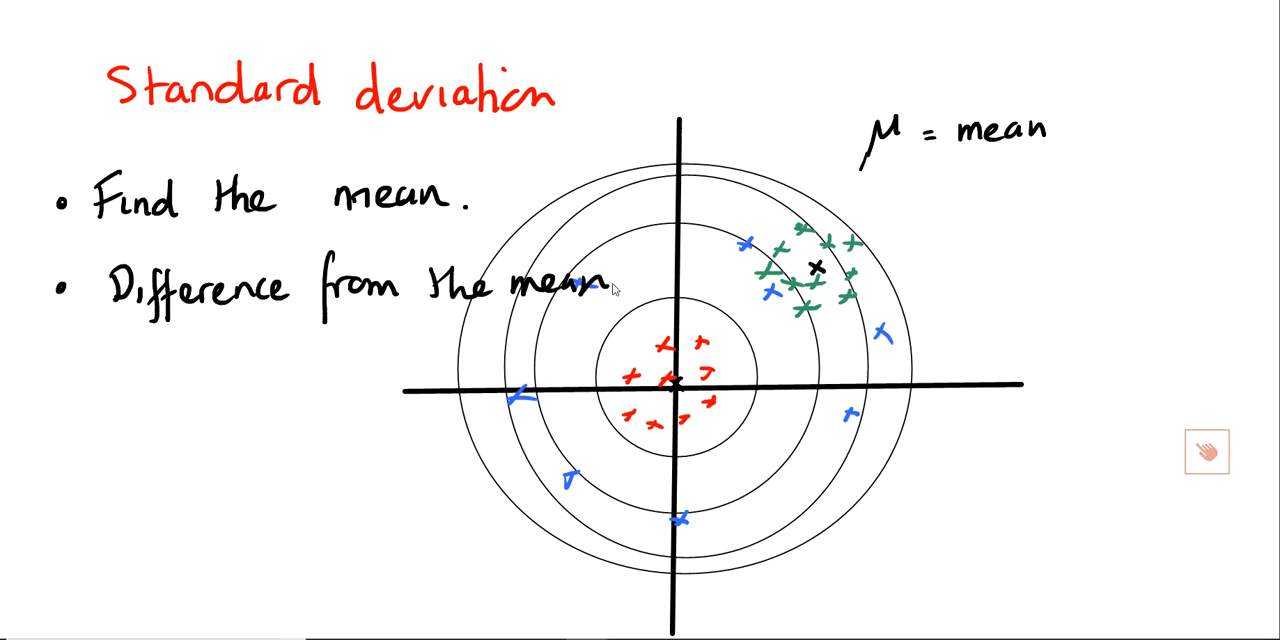 Standard deviation
μ = mean
• Find the mean.
• Difference from the mean